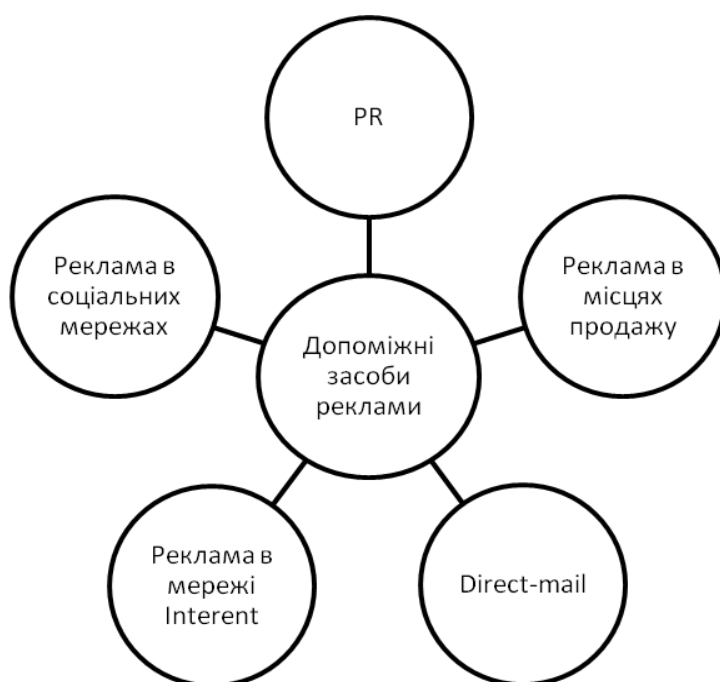 PR
Реклама в
соціальних
мережах
Реклама в
місцях
продажу
Допоміжні
засоби
реклами
Реклама в
мережі
Interent
Direct-mail